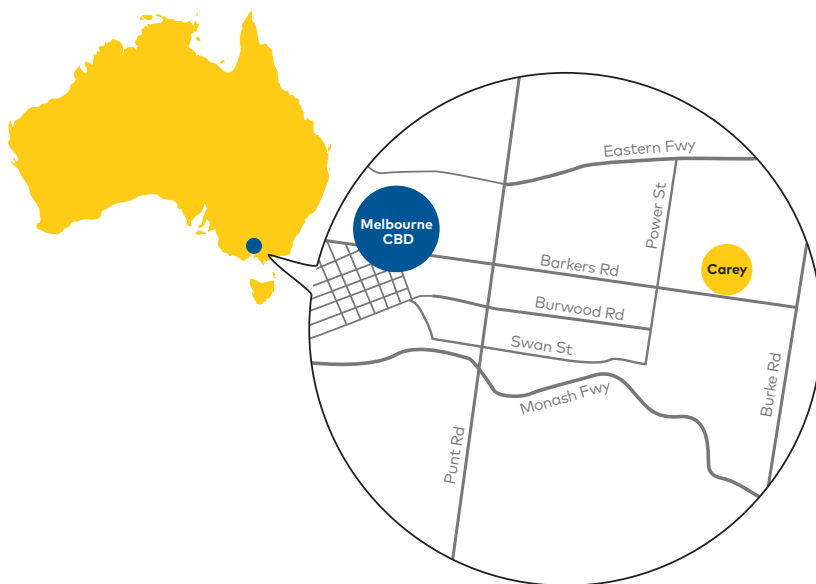 Eastern Fwy
Power St
Melbourne
CBD
Barkers Rd
Carey
Burwood Rd
Swan St
Monash Fwy
Burke Rd
Punt Rd